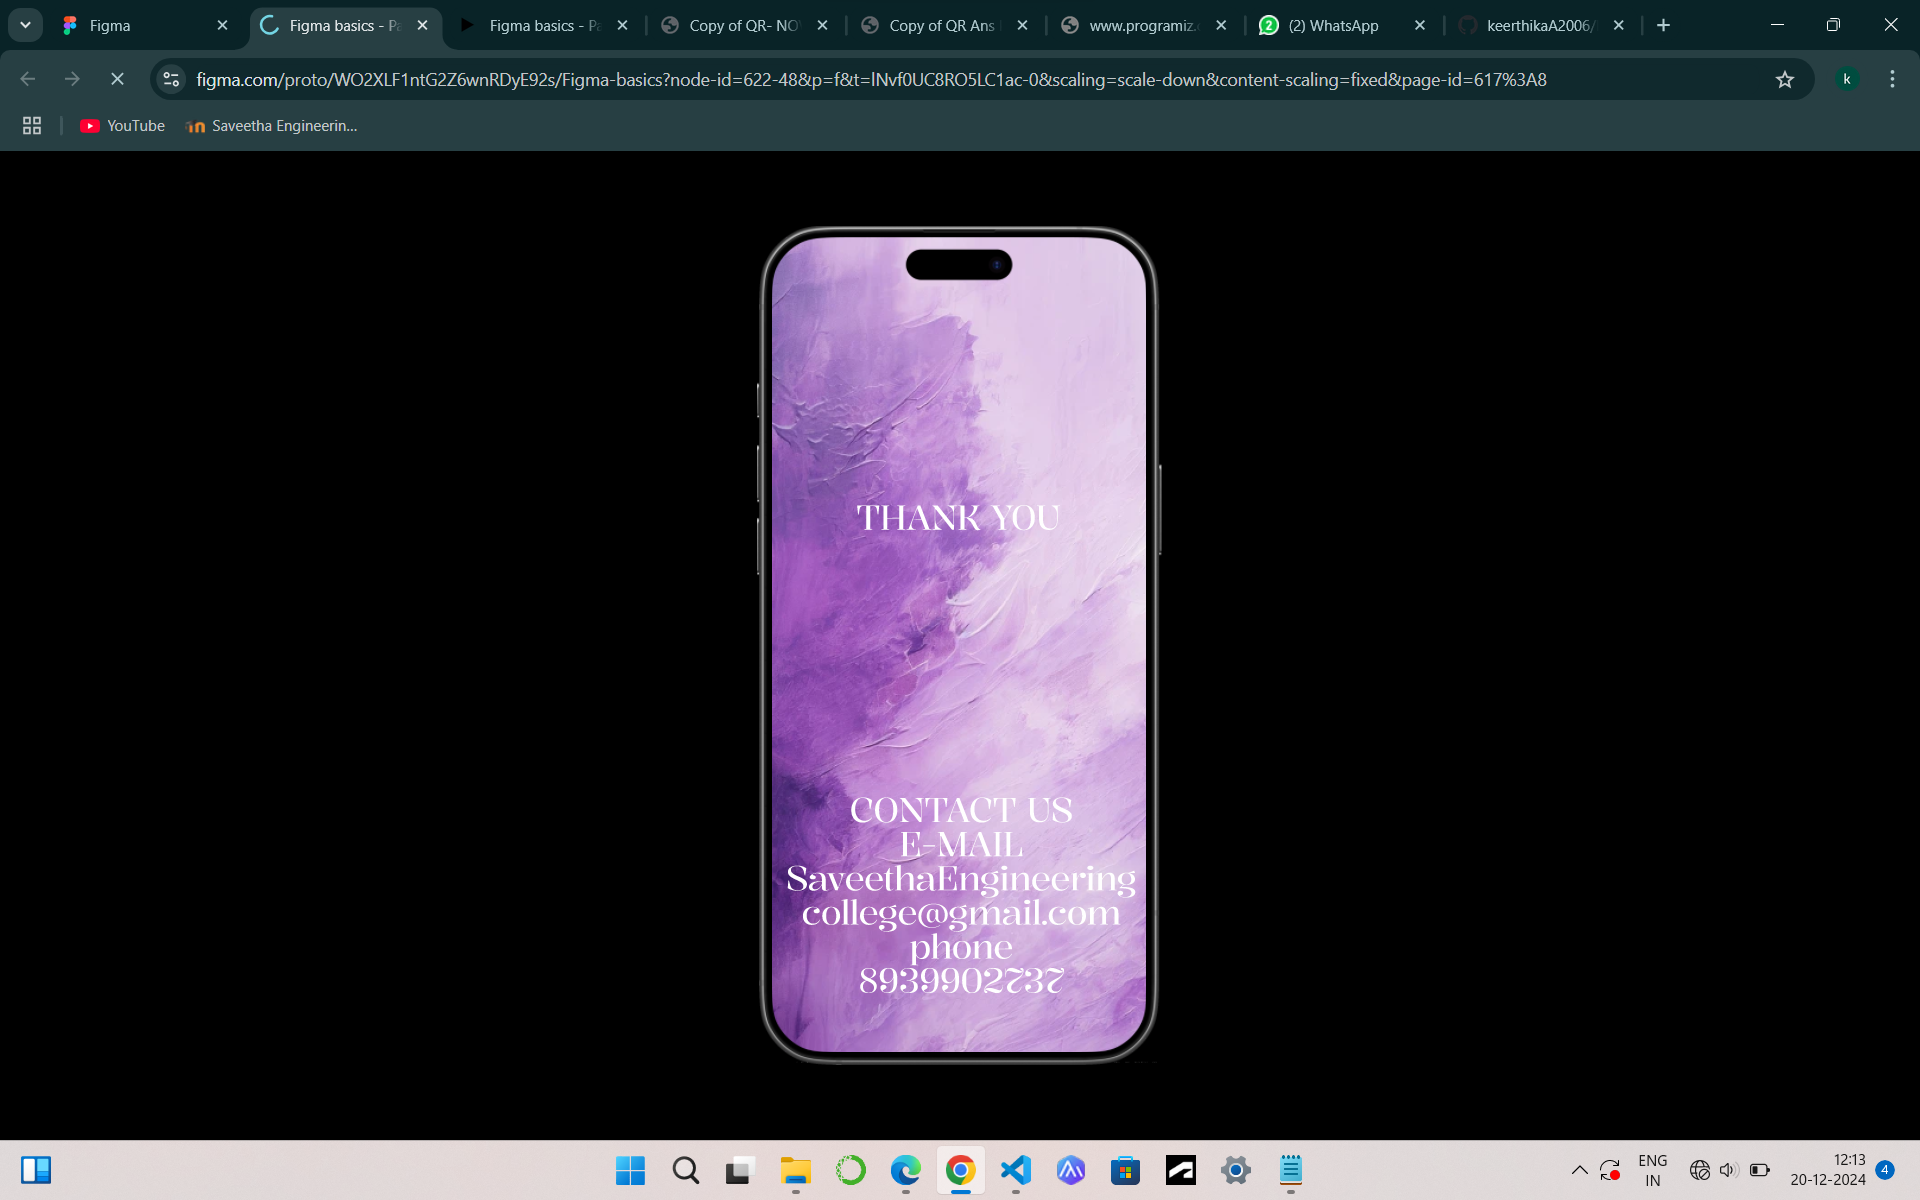 Figma
Figma basics - Pa
Figma basics - Pa
Copy of QR- NO
Copy of QR Ans
www.programiz.
2
(2) WhatsApp
keerthikaA2006/
figma.com/proto/WO2XLF1ntG2Z6wnRDyE92s/Figma-basics?node-id=622-48&p=f&t=lNvf0UC8RO5LC1ac-0&scaling=scale-down&content-scaling=fixed&page-id=617%3A8
k
YouTube
Saveetha Engineerin...
THANK YOU
CONTACT US
E-MAIL
SaveethaEngineering
college@gmail.com
phone
8939902737
ENG
IN
12:13
20-12-2024
4